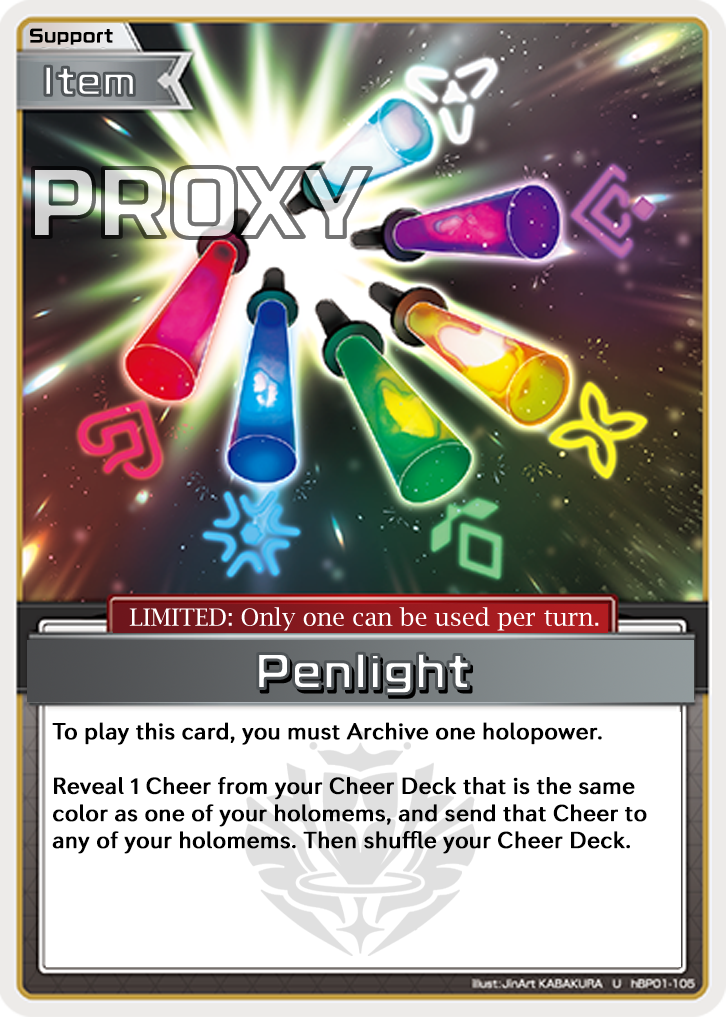 Support
Item
PROXY
LIMITED: Only one can be used per turn.
Penlight
To play this card, you must Archive one holopower.
Reveal 1 Cheer from your Cheer Deck that is the same
color as one of your holomems, and send that Cheer to
any of your holomems. Then shuffle your Cheer Deck.
Illust:JinArt KABAKURA U hBP01-105